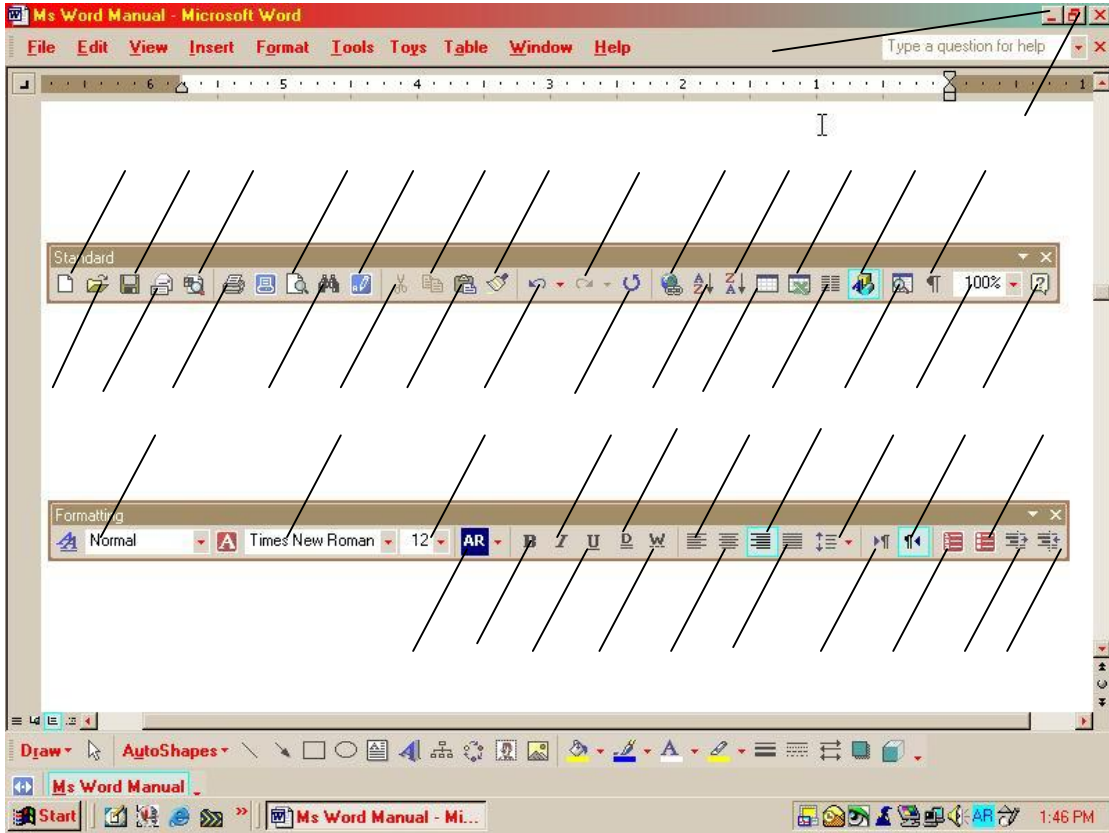 Ms Word Manual - Microsoft Word
File Edit View Insert Format Tools Toys Table Window Help Type a question for help
6 5 4 3 2 1 1
Standard
100%
Formatting
Normal Times New Roman 12 AR B I U D W
Draw AutoShapes
Ms Word Manual
Start Ms Word Manual - Mi... AR 1:46 PM